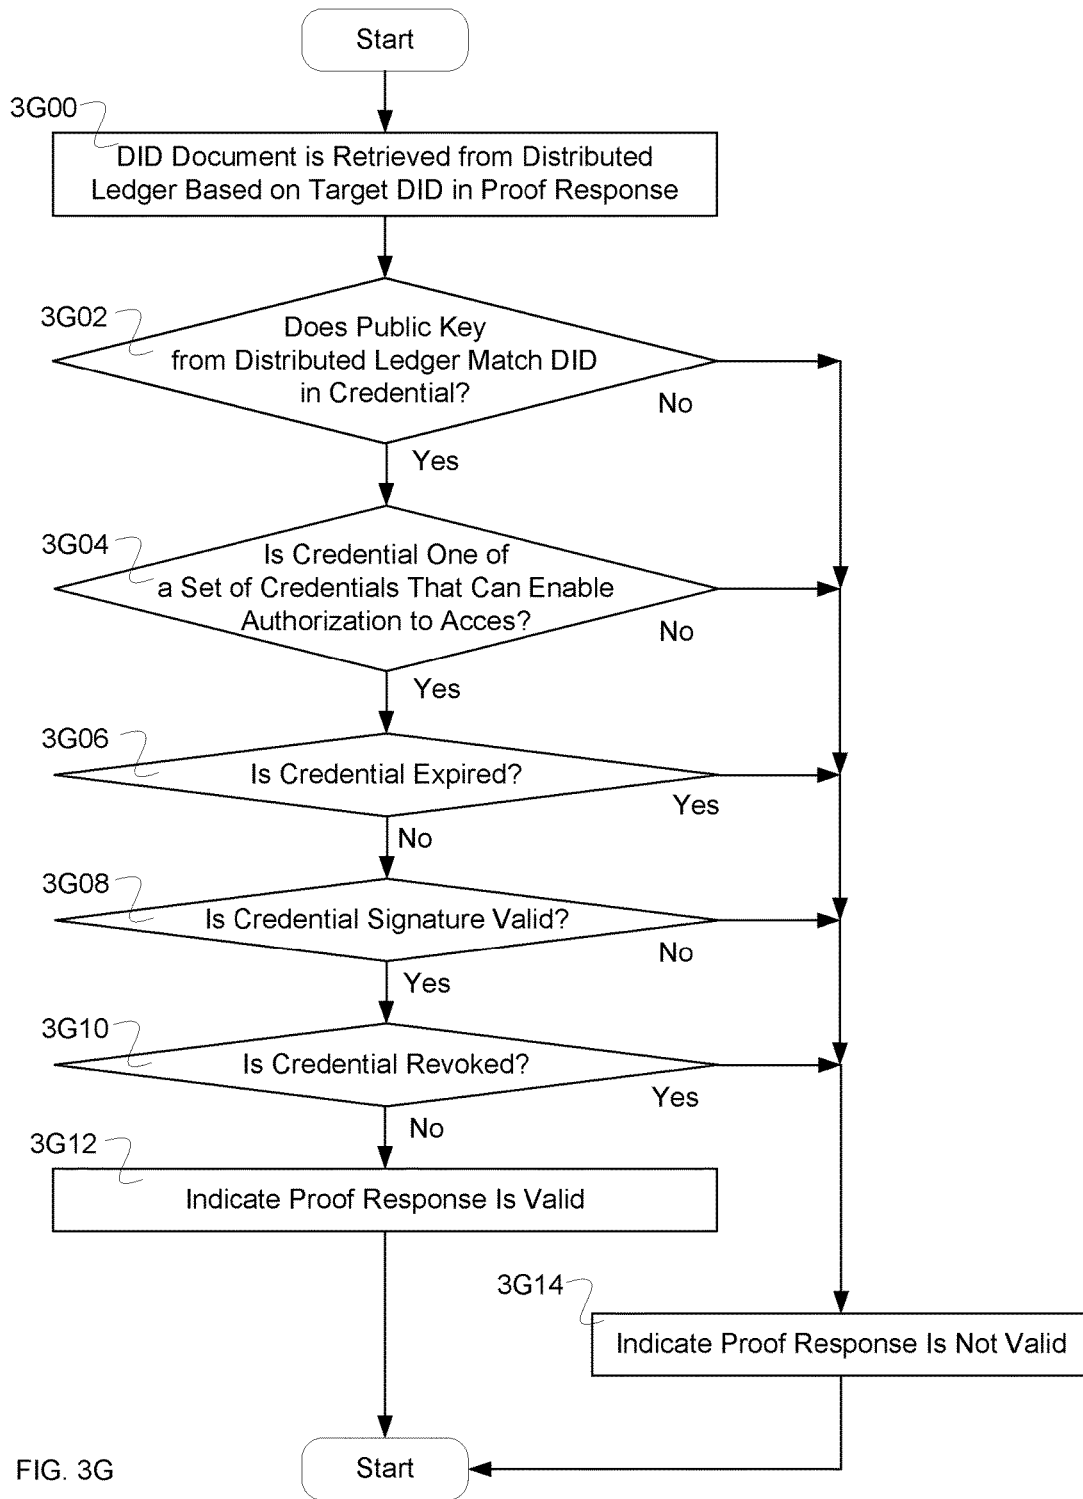 Start
3G00
DID Document is Retrieved from Distributed
Ledger Based on Target DID in Proof Response
3G02
Does Public Key
from Distributed Ledger Match DID
in Credential?
No
Yes
3G04
Is Credential One of
a Set of Credentials That Can Enable
Authorization to Acces?
No
Yes
3G06
Is Credential Expired?
Yes
No
3G08
Is Credential Signature Valid?
No
Yes
3G10
Is Credential Revoked?
Yes
No
3G12
Indicate Proof Response Is Valid
3G14
Indicate Proof Response Is Not Valid
Start
FIG. 3G